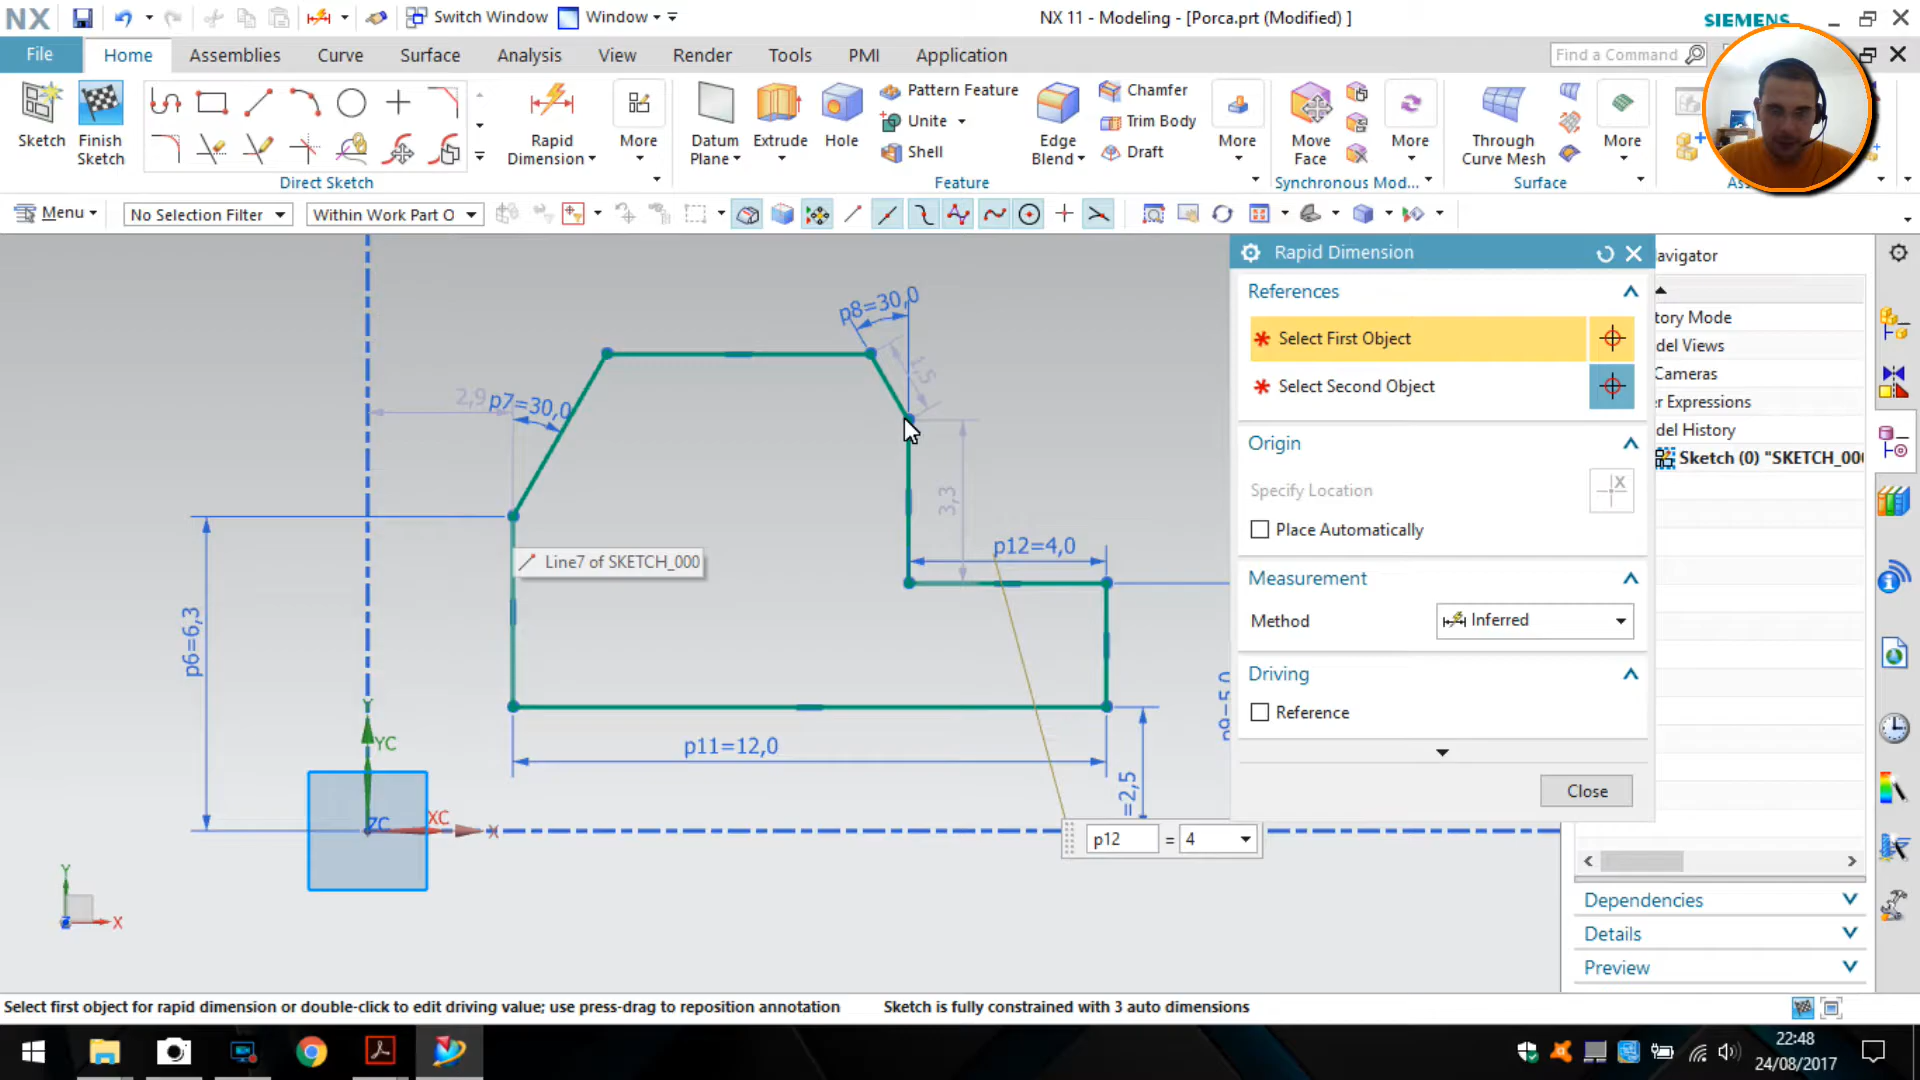 NX
Switch Window
Window
NX 11 - Modeling - [Porca.prt (Modified) ]
SIEMENS
File
Home
Assemblies
Curve
Surface
Analysis
View
Render
Tools
PMI
Application
Find a Command
Sketch
Finish
Sketch
Direct Sketch
Rapid
Dimension
More
Datum
Plane
Extrude
Hole
Pattern Feature
Unite
Shell
Edge
Blend
Chamfer
Trim Body
Draft
More
Feature
Move
Face
More
Synchronous Mod...
Through
Curve Mesh
More
Surface
Menu
No Selection Filter
Within Work Part O
p8=30,0
1,5
2,9
p7=30,0
3,3
p12=4,0
Line7 of SKETCH_000
p6=6,3
p11=12,0
=2,5
p9=5,0
YC
Y
ZC
XC
X
Y
X
p12 = 4
Rapid Dimension
References
Select First Object
Select Second Object
Origin
Specify Location
Place Automatically
Measurement
Method
Inferred
Driving
Reference
Close
avigator
tory Mode
del Views
Cameras
r Expressions
del History
Sketch (0) "SKETCH_00
Dependencies
Details
Preview
Select first object for rapid dimension or double-click to edit driving value; use press-drag to reposition annotation
Sketch is fully constrained with 3 auto dimensions
22:48
24/08/2017